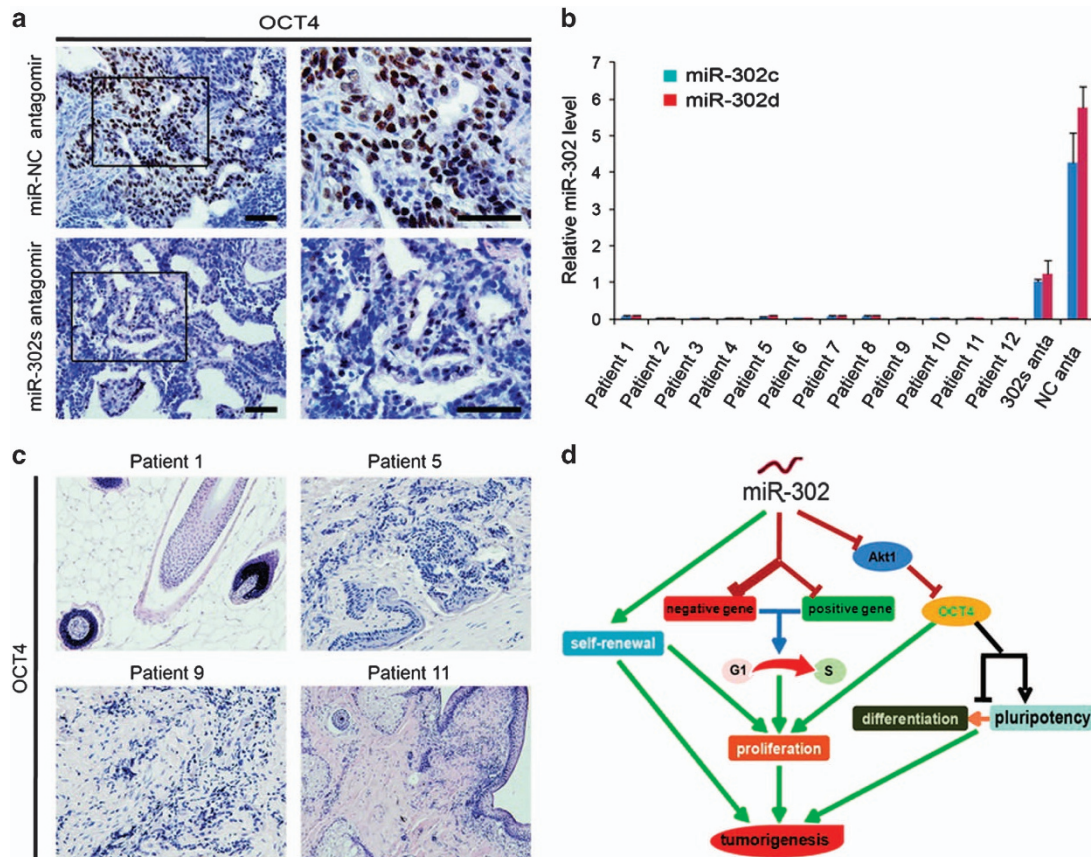 a
OCT4
miR-NC antagomir
miR-302s antagomir
b
Relative miR-302 level
7
6
5
4
3
2
1
0
miR-302c
miR-302d
Patient 1
Patient 2
Patient 3
Patient 4
Patient 5
Patient 6
Patient 7
Patient 8
Patient 9
Patient 10
Patient 11
Patient 12
302s anta
NC anta
c
OCT4
Patient 1
Patient 5
Patient 9
Patient 11
d
miR-302
Akt1
negative gene
positive gene
OCT4
self-renewal
G1
S
differentiation
pluripotency
proliferation
tumorigenesis